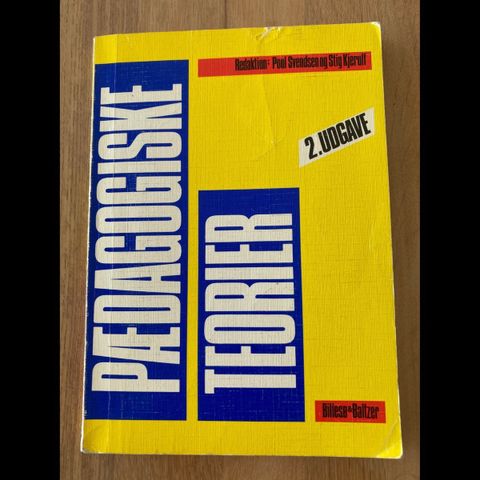 Redaktion: Poul Svendsen og Stig Kjerulf
2. UDGAVE
PÆDAGOGISKE
TEORIER
Billesø & Baltzer